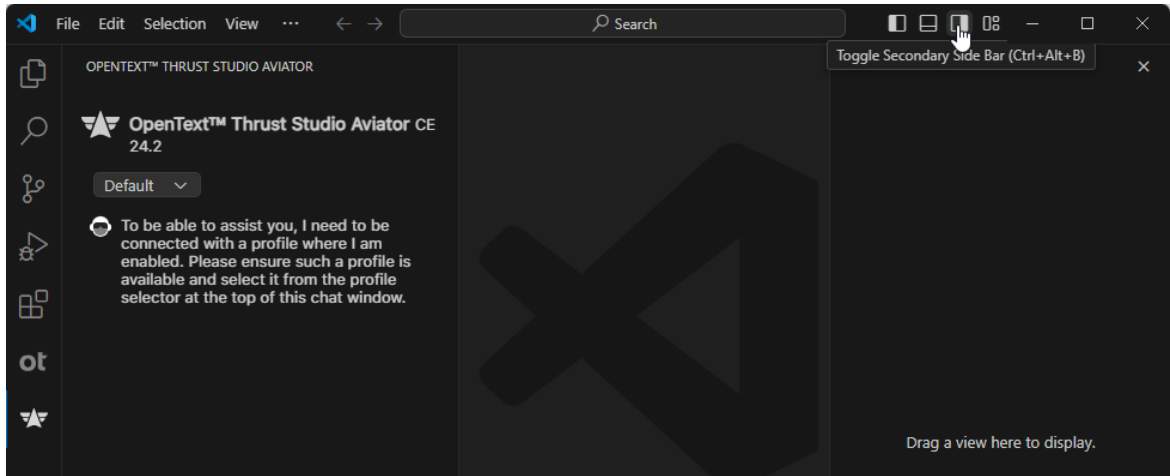 File Edit Selection View ··· Search
Toggle Secondary Side Bar (Ctrl+Alt+B)
OPENTEXT™ THRUST STUDIO AVIATOR
OpenText™ Thrust Studio Aviator CE
24.2
Default
To be able to assist you, I need to be
connected with a profile where I am
enabled. Please ensure such a profile is
available and select it from the profile
selector at the top of this chat window.
ot
Drag a view here to display.